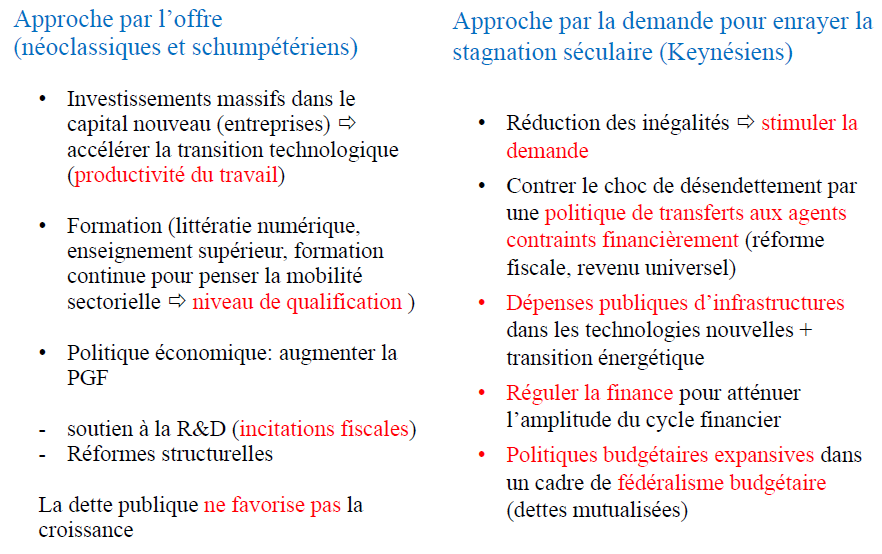 Approche par l’offre
(néoclassiques et schumpétériens)
• Investissements massifs dans le
capital nouveau (entreprises) ⇨
accélérer la transition technologique
(productivité du travail)
• Formation (littératie numérique,
enseignement supérieur, formation
continue pour penser la mobilité
sectorielle ⇨ niveau de qualification )
• Politique économique: augmenter la
PGF
- soutien à la R&D (incitations fiscales)
- Réformes structurelles
La dette publique ne favorise pas la
croissance
Approche par la demande pour enrayer la
stagnation séculaire (Keynésiens)
• Réduction des inégalités ⇨ stimuler la
demande
• Contrer le choc de désendettement par
une politique de transferts aux agents
contraints financièrement (réforme
fiscale, revenu universel)
• Dépenses publiques d’infrastructures
dans les technologies nouvelles +
transition énergétique
• Réguler la finance pour atténuer
l’amplitude du cycle financier
• Politiques budgétaires expansives dans
un cadre de fédéralisme budgétaire
(dettes mutualisées)